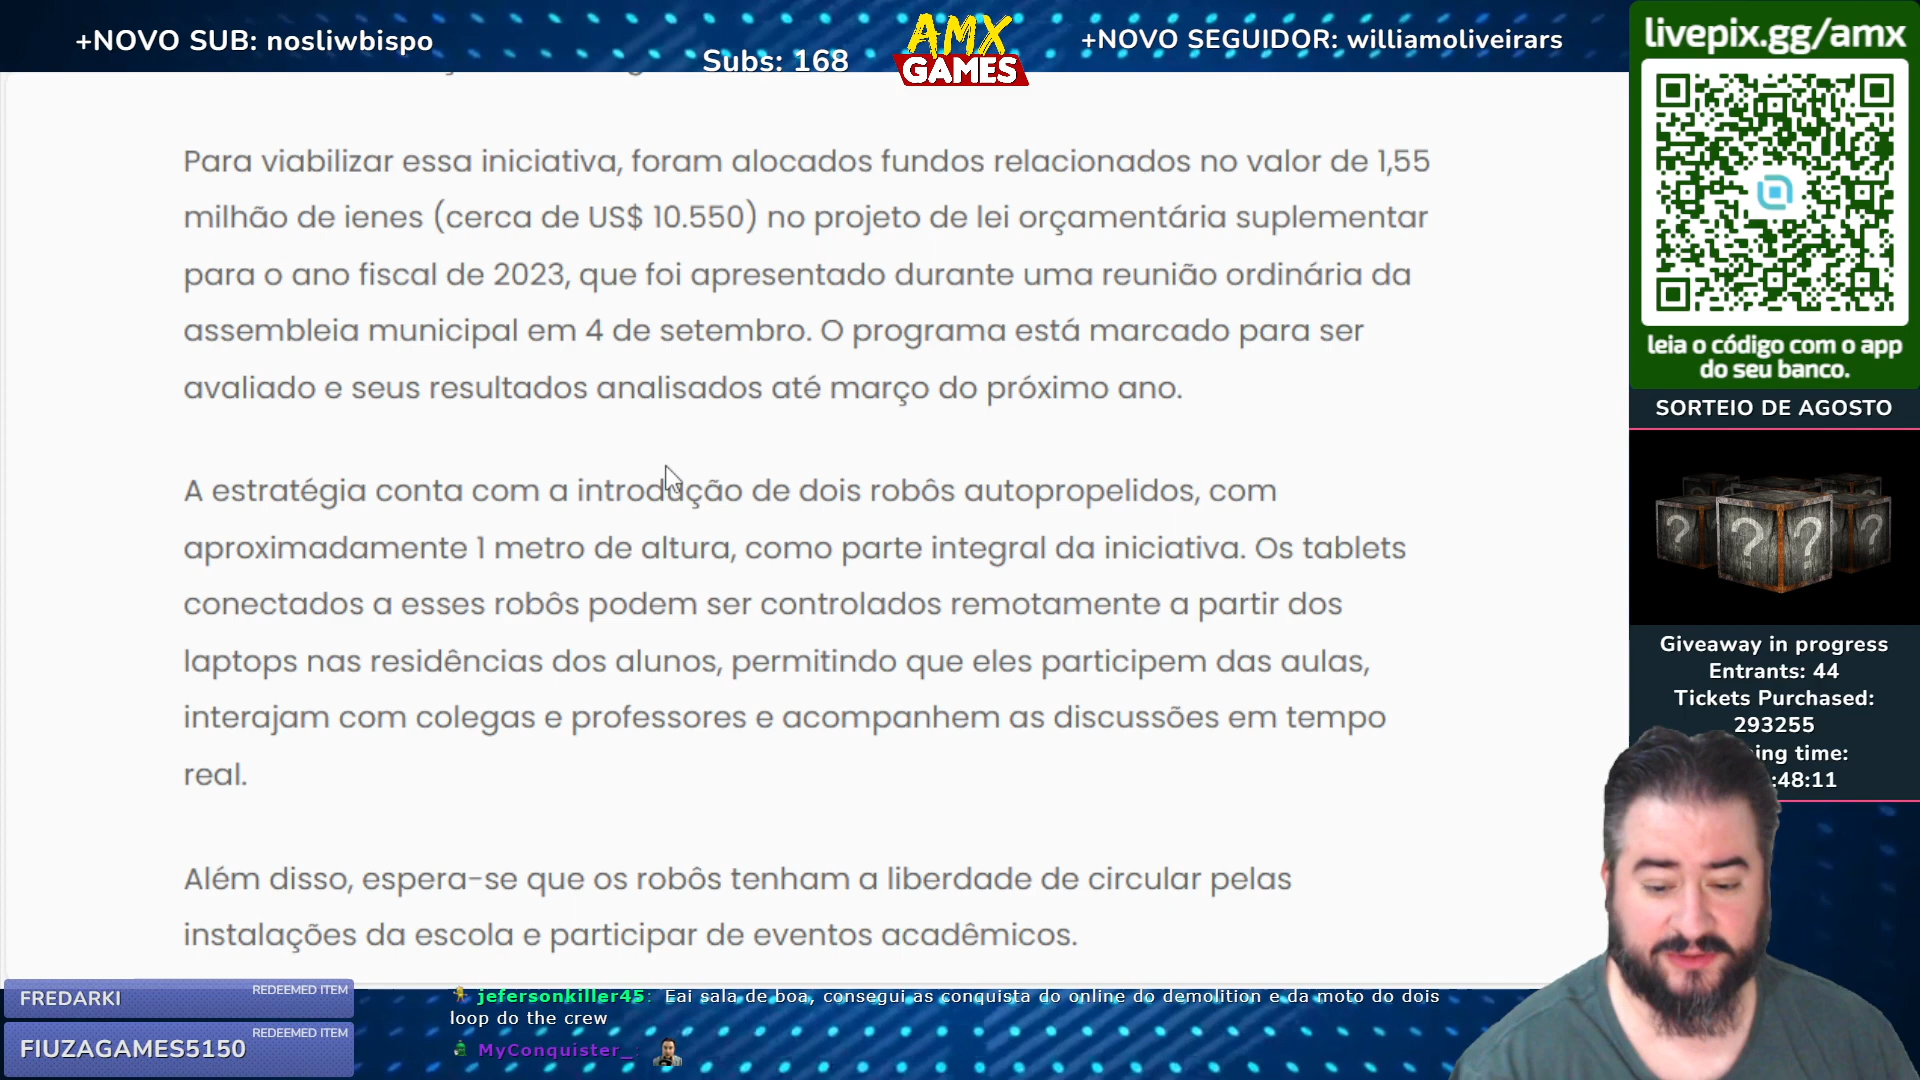 +NOVO SUB: nosliwbispo
Subs: 168
AMX
GAMES
+NOVO SEGUIDOR: williamoliveirars
livepix.gg/amx
leia o código com o app
do seu banco.
SORTEIO DE AGOSTO
Giveaway in progress
Entrants: 44
Tickets Purchased:
293255
ing time:
:48:11
Para viabilizar essa iniciativa, foram alocados fundos relacionados no valor de 1,55
milhão de ienes (cerca de US$ 10.550) no projeto de lei orçamentária suplementar
para o ano fiscal de 2023, que foi apresentado durante uma reunião ordinária da
assembleia municipal em 4 de setembro. O programa está marcado para ser
avaliado e seus resultados analisados até março do próximo ano.
A estratégia conta com a introdução de dois robôs autopropelidos, com
aproximadamente 1 metro de altura, como parte integral da iniciativa. Os tablets
conectados a esses robôs podem ser controlados remotamente a partir dos
laptops nas residências dos alunos, permitindo que eles participem das aulas,
interajam com colegas e professores e acompanhem as discussões em tempo
real.
Além disso, espera-se que os robôs tenham a liberdade de circular pelas
instalações da escola e participar de eventos acadêmicos.
FREDARKI
REDEEMED ITEM
FIUZAGAMES5150
REDEEMED ITEM
jefersonkiller45: Eai sala de boa, consegui as conquista do online do demolition e da moto do dois
loop do the crew
MyConquister_: